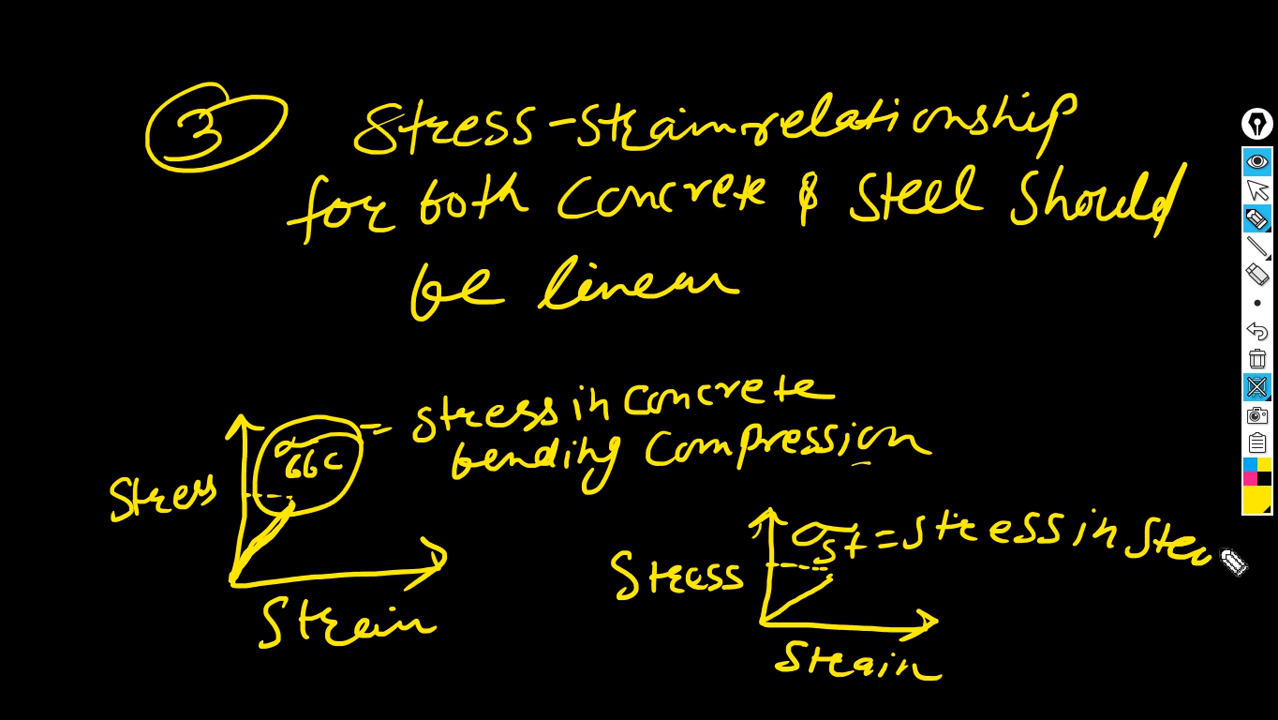 3 Stress-strain relationship
for both concrete & steel should
be linear
σcbc = stress in concrete
bending compression
Stress
Strain
σst = stress in stee
Stress
Strain